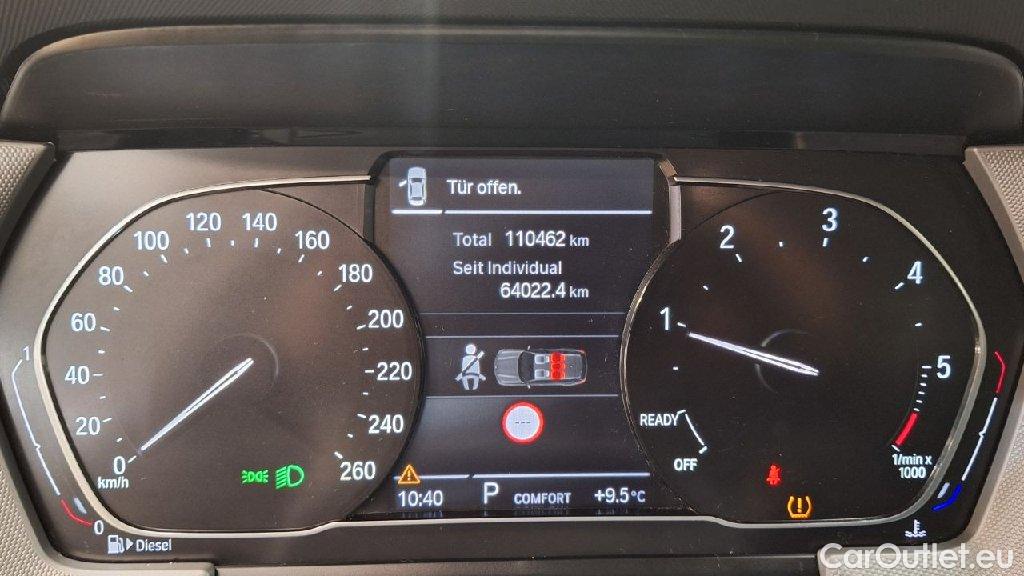 Tür offen.
Total 110462 km
Seit Individual
64022.4 km
---
10:40 P COMFORT +9.5°C
0 20 40 60 80 100 120 140 160 180 200 220 240 260
km/h
1
0
Diesel
1 2 3 4 5
READY
OFF
1/min x
1000
CarOutlet.eu